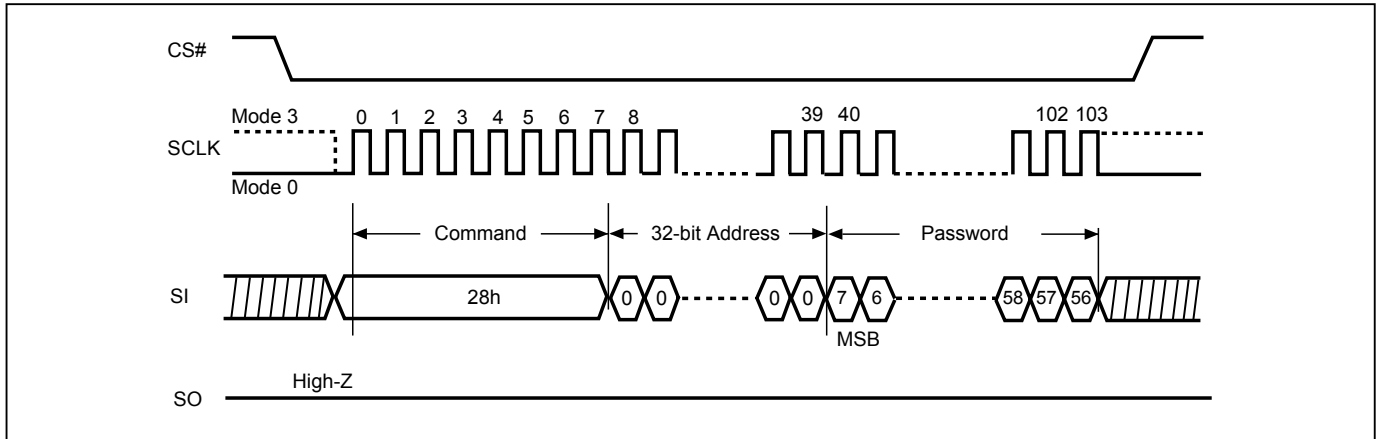 CS#
Mode 3
0 1 2 3 4 5 6 7 8 39 40 102 103
SCLK
Mode 0
Command 32-bit Address Password
SI 28h 0 0 0 0 7 6 58 57 56
MSB
High-Z
SO